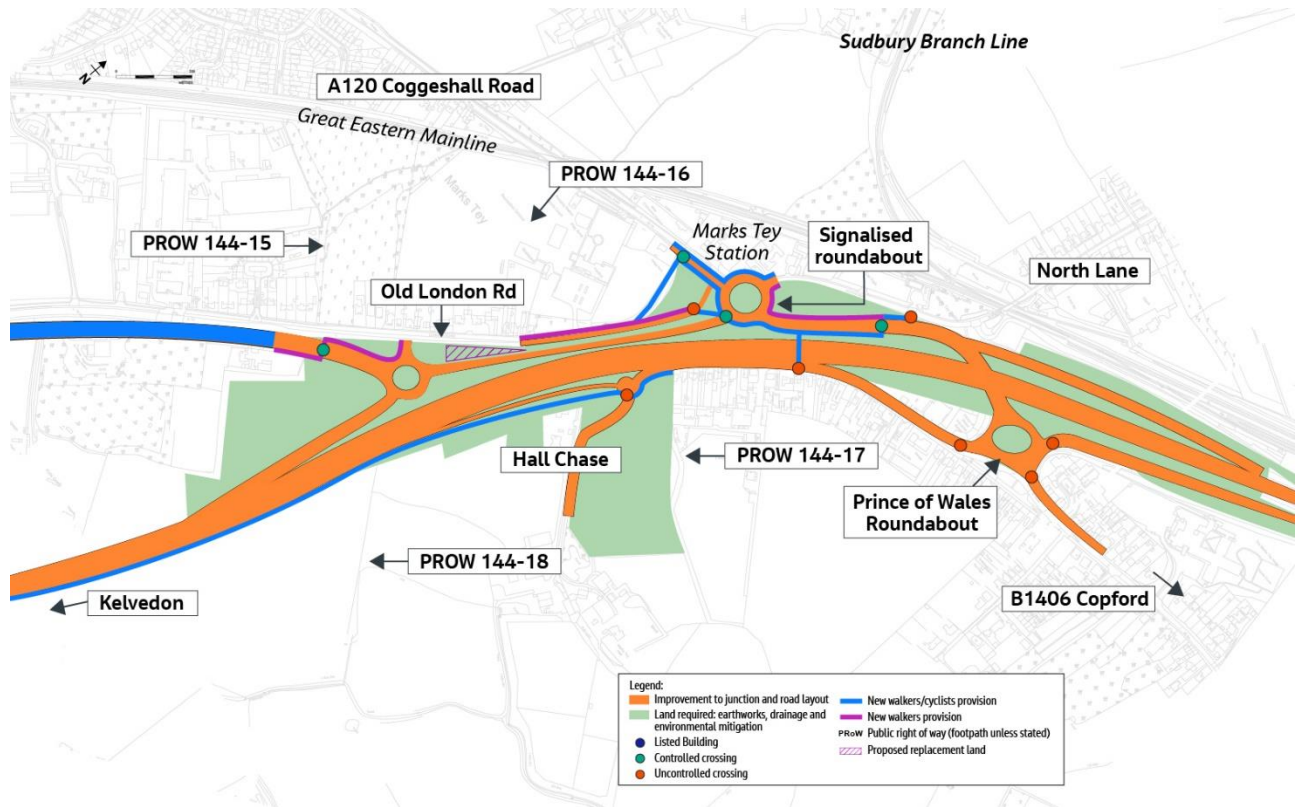 Sudbury Branch Line
N
A120 Coggeshall Road
Great Eastern Mainline
PROW 144-16
Marks Tey
PROW 144-15
Marks Tey
Station
Signalised
roundabout
North Lane
Old London Rd
Hall Chase
PROW 144-17
Prince of Wales
Roundabout
PROW 144-18
Kelvedon
B1406 Copford
Legend:
Improvement to junction and road layout
Land required: earthworks, drainage and
environmental mitigation
Listed Building
Controlled crossing
Uncontrolled crossing
New walkers/cyclists provision
New walkers provision
PRoW Public right of way (footpath unless stated)
Proposed replacement land